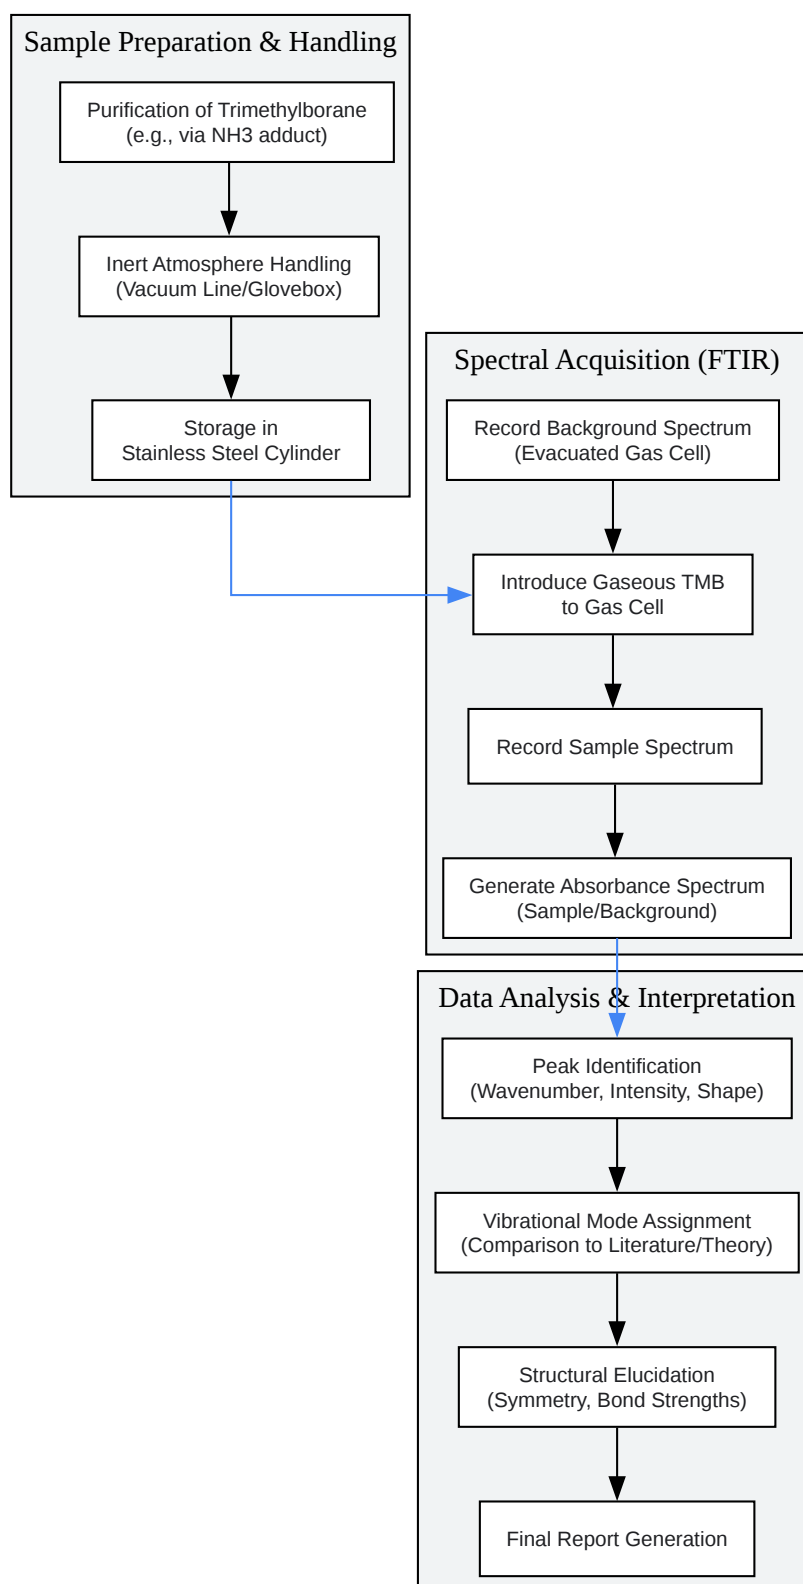 Sample Preparation & Handling
Purification of Trimethylborane
(e.g., via NH3 adduct)
Inert Atmosphere Handling
(Vacuum Line/Glovebox)
Storage in
Stainless Steel Cylinder
Spectral Acquisition (FTIR)
Record Background Spectrum
(Evacuated Gas Cell)
Introduce Gaseous TMB
to Gas Cell
Record Sample Spectrum
Generate Absorbance Spectrum
(Sample/Background)
Data Analysis & Interpretation
Peak Identification
(Wavenumber, Intensity, Shape)
Vibrational Mode Assignment
(Comparison to Literature/Theory)
Structural Elucidation
(Symmetry, Bond Strengths)
Final Report Generation